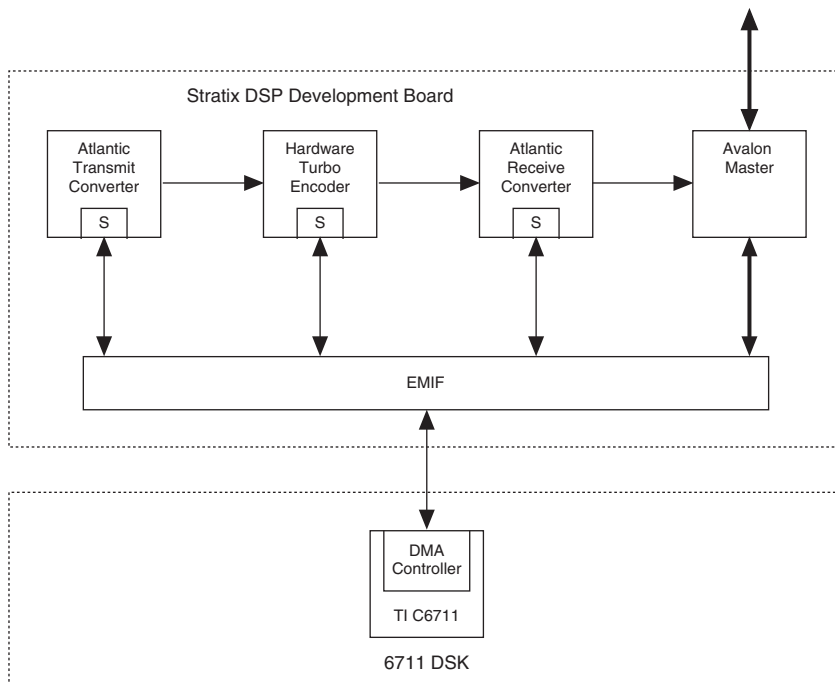 Stratix DSP Development Board
Atlantic
Transmit
Converter
S
Hardware
Turbo
Encoder
S
Atlantic
Receive
Converter
S
Avalon
Master
EMIF
DMA
Controller
TI C6711
6711 DSK